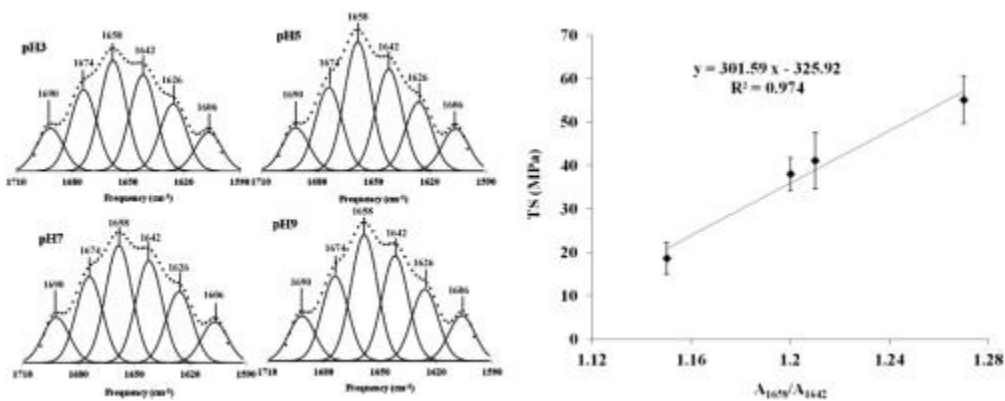 pH3
1690
1674
1658
1642
1626
1606
1710 1680 1650 1620 1590
Frequency (cm-1)
pH5
1690
1674
1658
1642
1626
1606
1710 1680 1650 1620 1590
Frequency (cm-1)
pH7
1690
1674
1658
1642
1626
1606
1710 1680 1650 1620 1590
Frequency (cm-1)
pH9
1690
1674
1658
1642
1626
1606
1710 1680 1650 1620 1590
Frequency (cm-1)
y = 301.59 x - 325.92
R² = 0.974
TS (MPa)
70
60
50
40
30
20
10
0
1.12 1.16 1.2 1.24 1.28
A1658/A1642